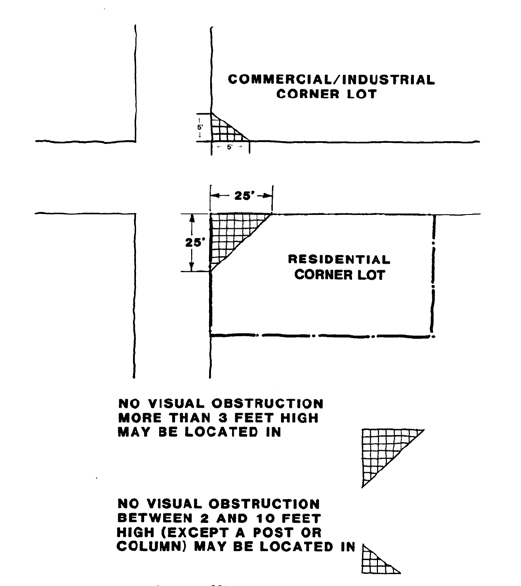 COMMERCIAL/INDUSTRIAL
CORNER LOT
5'
5'
25'
25'
RESIDENTIAL
CORNER LOT
NO VISUAL OBSTRUCTION
MORE THAN 3 FEET HIGH
MAY BE LOCATED IN
NO VISUAL OBSTRUCTION
BETWEEN 2 AND 10 FEET
HIGH (EXCEPT A POST OR
COLUMN) MAY BE LOCATED IN